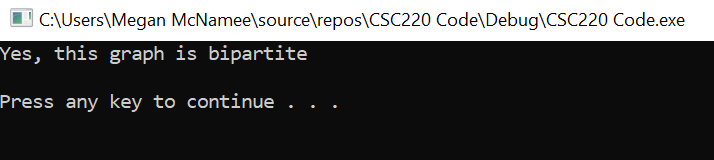 C:\Users\Megan McNamee\source\repos\CSC220 Code\Debug\CSC220 Code.exe
Yes, this graph is bipartite
Press any key to continue . . .